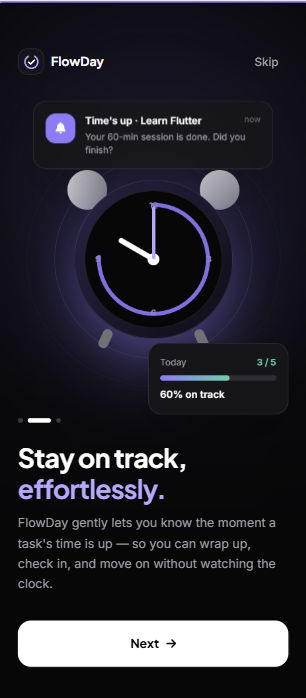 FlowDay
Skip
Time's up · Learn Flutter
now
Your 60-min session is done. Did you
finish?
Today
3 / 5
60% on track
Stay on track,
effortlessly.
FlowDay gently lets you know the moment a
task's time is up — so you can wrap up,
check in, and move on without watching the
clock.
Next →